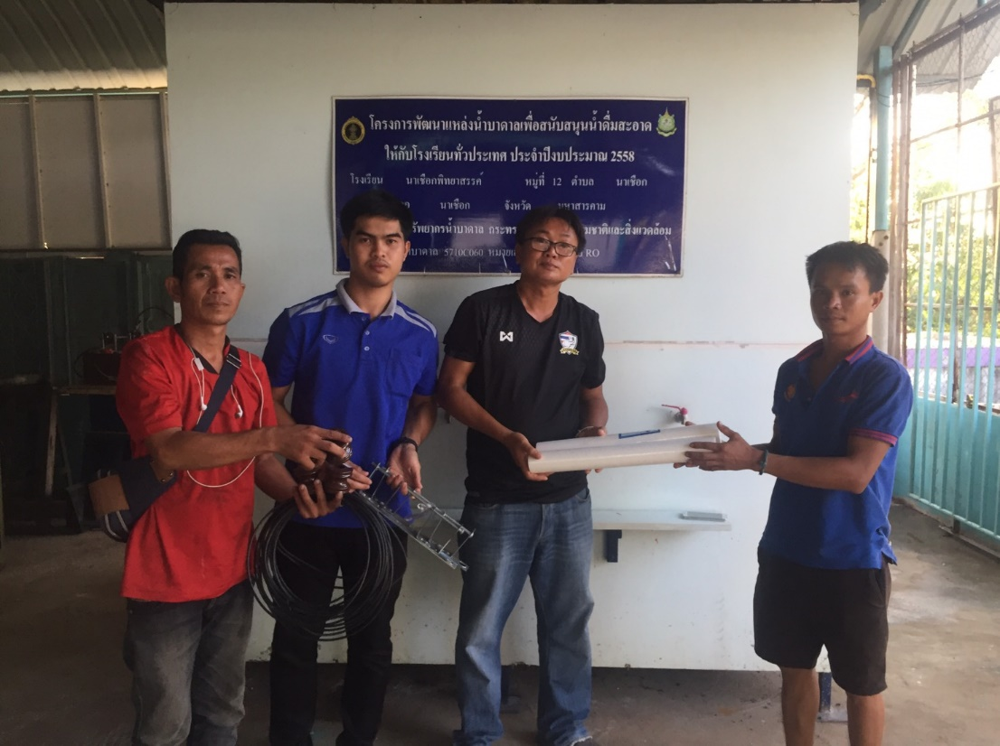 โครงการพัฒนาแหล่งน้ำบาดาลเพื่อสนับสนุนน้ำดื่มสะอาด
ให้กับโรงเรียนทั่วประเทศ ประจำปีงบประมาณ 2558
โรงเรียน นาเชือกพิทยาสรรค์ หมู่ที่ 12 ตำบล นาเชือก
นาเชือก จังหวัด มหาสารคาม
รัพยากรน้ำบาดาล กระทร มชาติและสิ่งแวดล้อม
บาดาล 5710C060 หมายเ RO